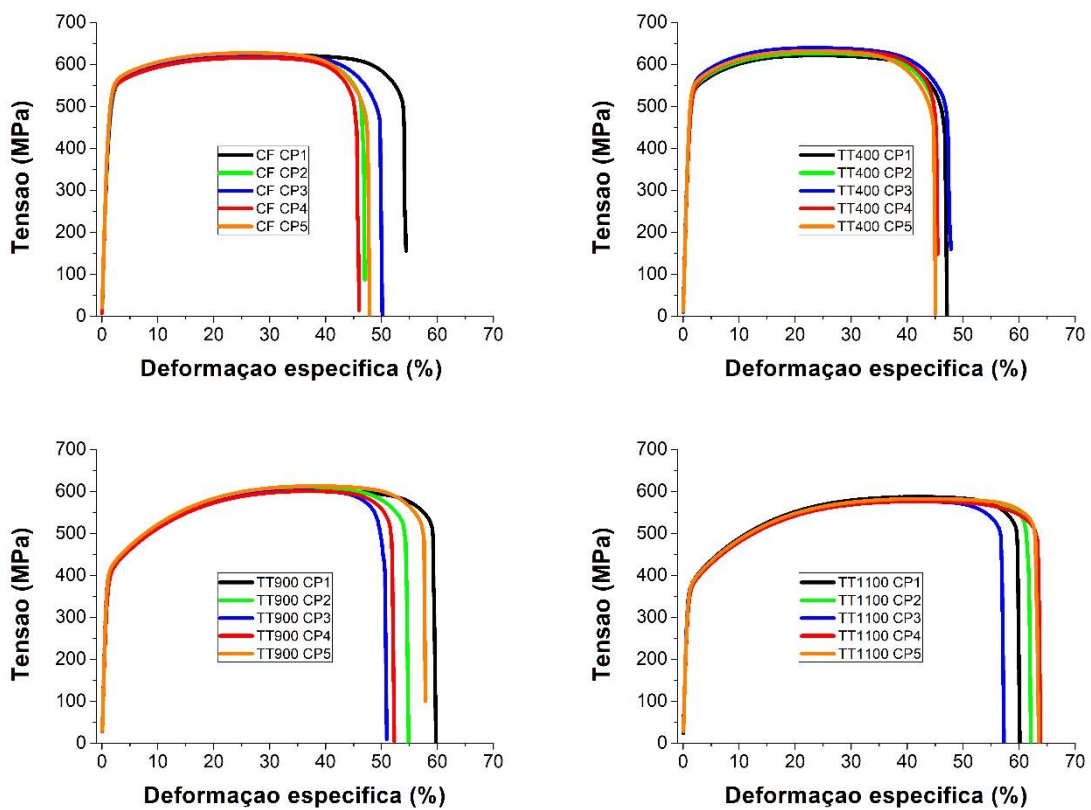 700
600
500
400
300
200
100
0
Tensao (MPa)
CF CP1
CF CP2
CF CP3
CF CP4
CF CP5
0 10 20 30 40 50 60 70
Deformaçao especifica (%)
700
600
500
400
300
200
100
0
Tensao (MPa)
TT400 CP1
TT400 CP2
TT400 CP3
TT400 CP4
TT400 CP5
0 10 20 30 40 50 60 70
Deformaçao especifica (%)
700
600
500
400
300
200
100
0
Tensao (MPa)
TT900 CP1
TT900 CP2
TT900 CP3
TT900 CP4
TT900 CP5
0 10 20 30 40 50 60 70
Deformaçao especifica (%)
700
600
500
400
300
200
100
0
Tensao (MPa)
TT1100 CP1
TT1100 CP2
TT1100 CP3
TT1100 CP4
TT1100 CP5
0 10 20 30 40 50 60 70
Deformaçao especifica (%)